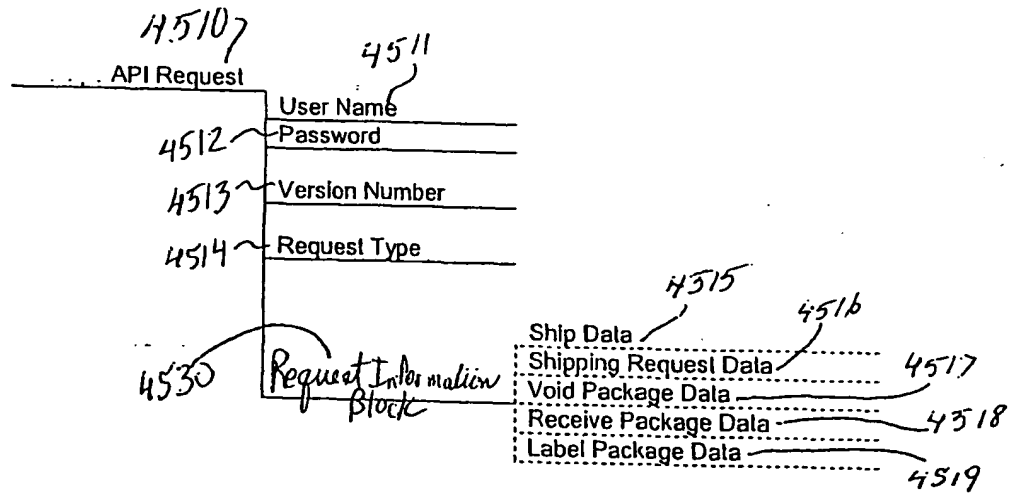 4510
4511
API Request
User Name
4512 Password
4513 Version Number
4514 Request Type
4515
4516
Ship Data
Shipping Request Data
4517
4530 Request Information
Block
Void Package Data
Receive Package Data
4518
Label Package Data
4519